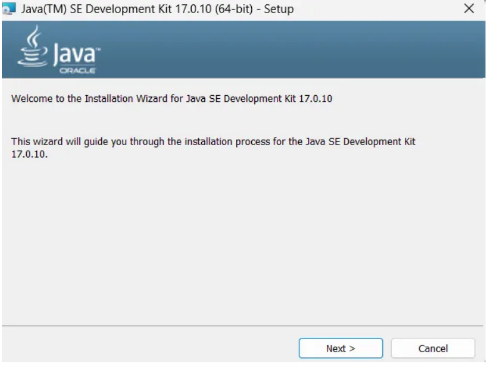 Java(TM) SE Development Kit 17.0.10 (64-bit) - Setup
Java™
ORACLE
Welcome to the Installation Wizard for Java SE Development Kit 17.0.10
This wizard will guide you through the installation process for the Java SE Development Kit
17.0.10.
Next >
Cancel